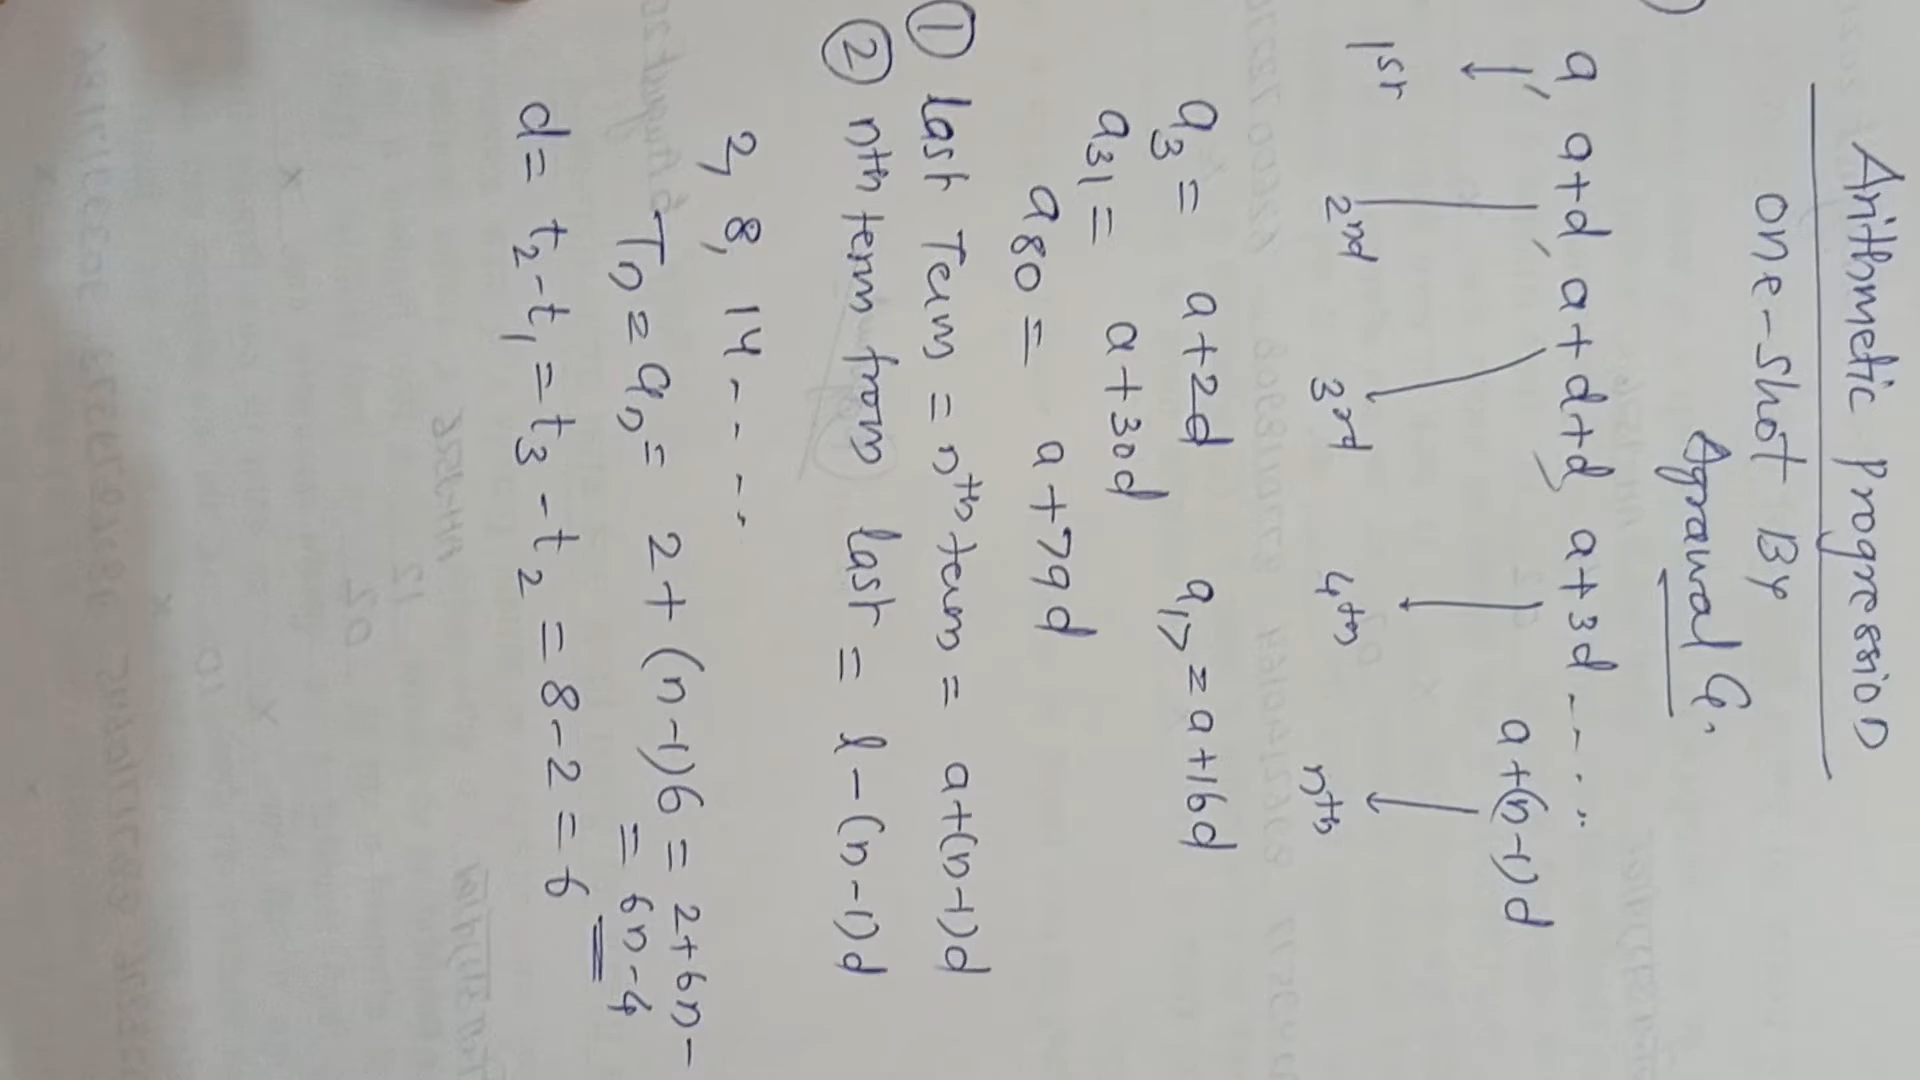 Arithmetic Progression
one-shot By
Agrawal G.
a, a+d, a+d+d, a+3d - - . .. a+(n-1)d
1st 2nd 3rd 4th nth
a3 = a+2d a17 = a+16d
a31 = a+30d
a80 = a+79d
① last Term = nth term = a+(n-1)d
② nth term from last = l-(n-1)d
2, 8, 14 - - - .
Tn = an = 2+(n-1)6 = 2+6n-
= 6n-4
d = t2-t1 = t3-t2 = 8-2 = 6